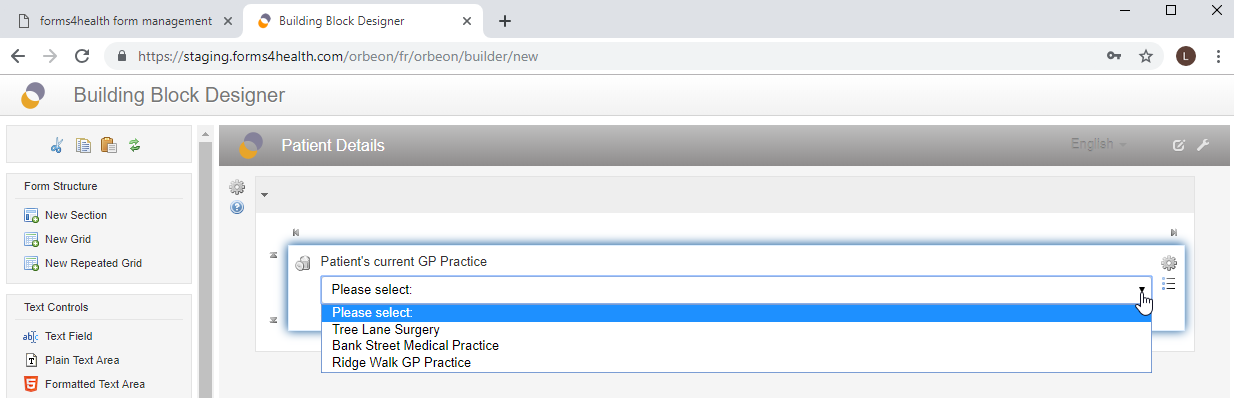 forms4health form management
Building Block Designer
https://staging.forms4health.com/orbeon/fr/orbeon/builder/new
L
Building Block Designer
Patient Details
English
Form Structure
New Section
New Grid
New Repeated Grid
Text Controls
abc Text Field
T Plain Text Area
5 Formatted Text Area
Patient's current GP Practice
Please select:
Please select:
Tree Lane Surgery
Bank Street Medical Practice
Ridge Walk GP Practice